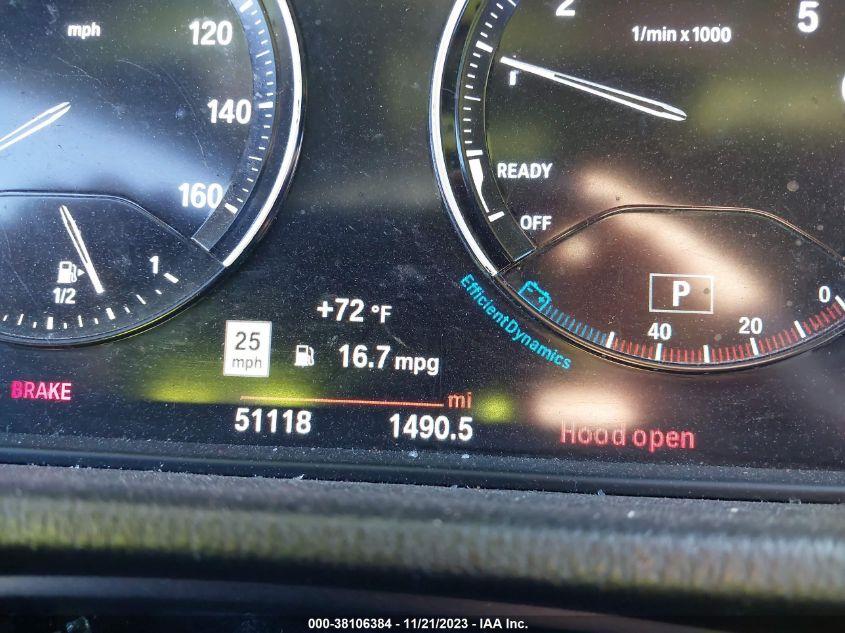 mph
120
140
160
1/2
1
2
5
1/min x 1000
1
READY
OFF
EfficientDynamics
P
40
20
0
+72 °F
25
mph
16.7 mpg
mi
BRAKE
51118
1490.5
Hood open
000-38106384 - 11/21/2023 - IAA Inc.